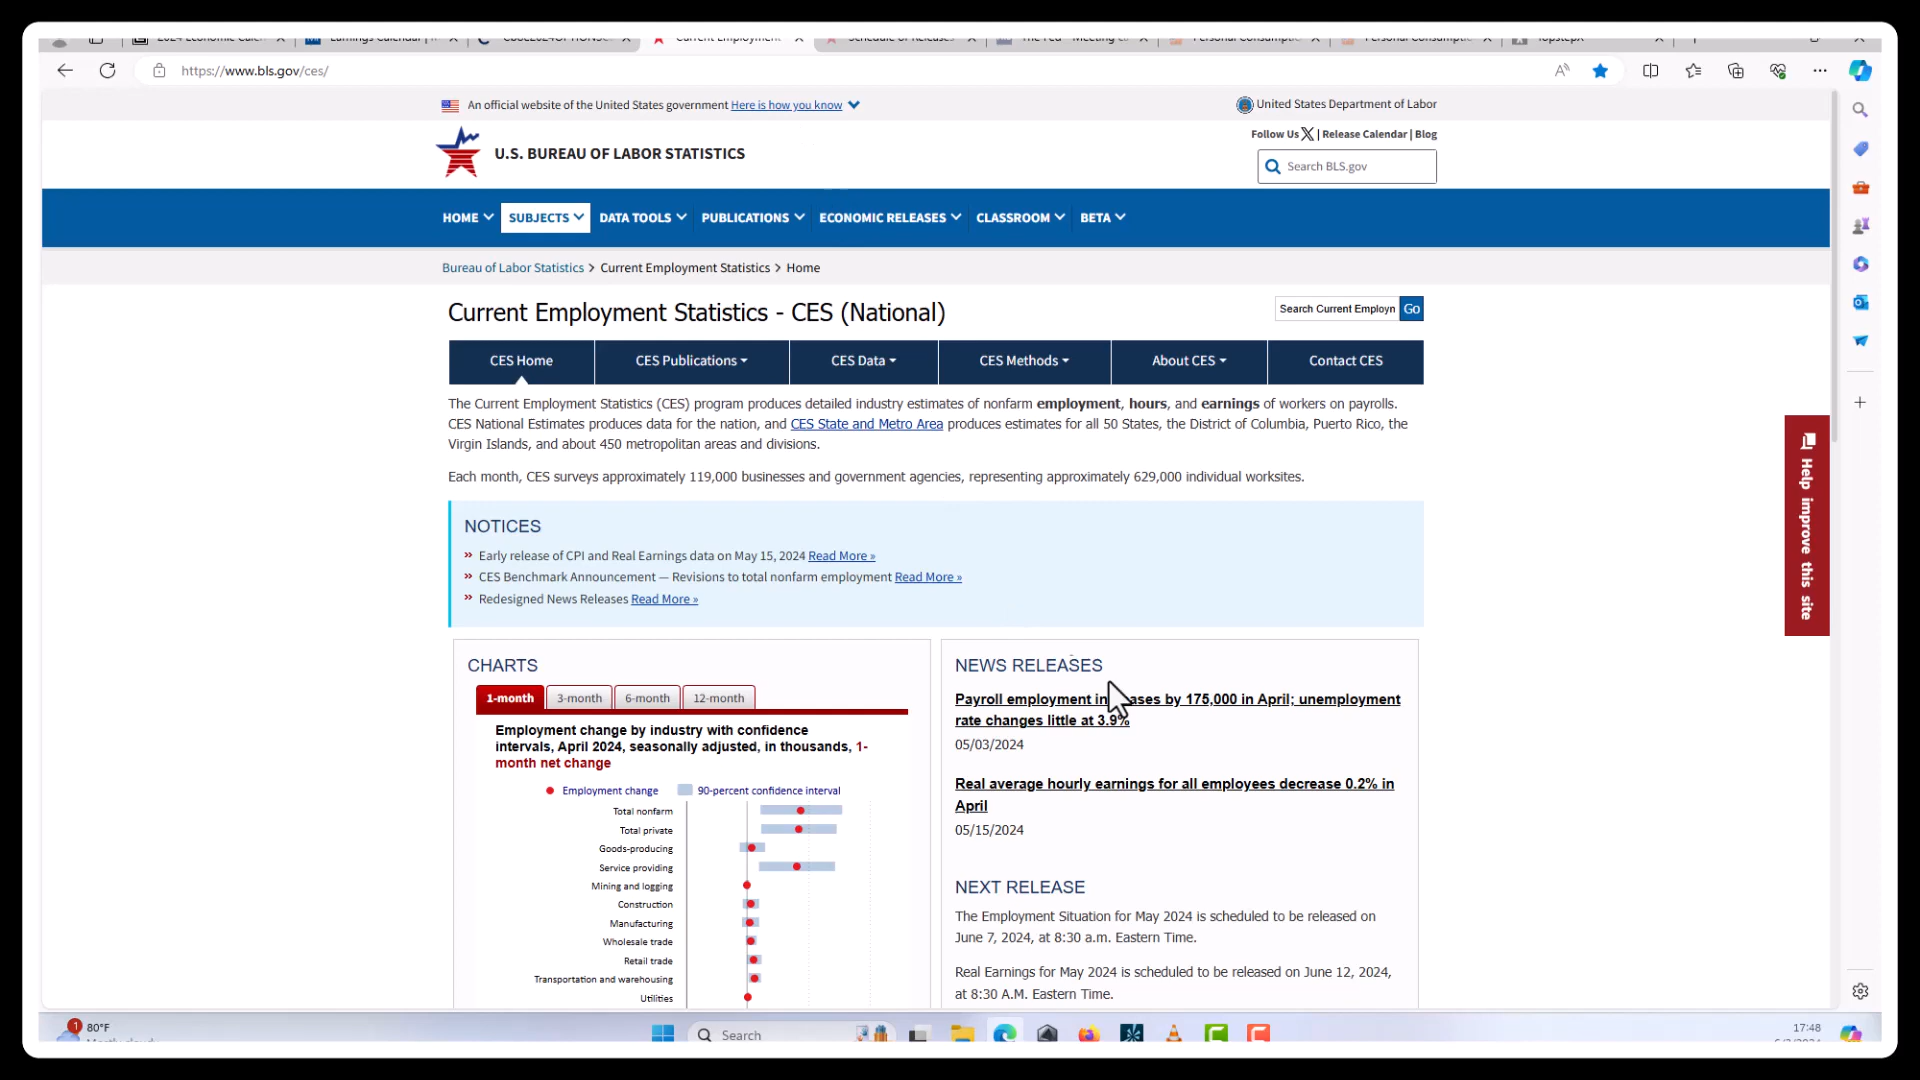 https://www.bls.gov/ces/
An official website of the United States government Here is how you know
United States Department of Labor
Follow Us X | Release Calendar | Blog
U.S. BUREAU OF LABOR STATISTICS
Search BLS.gov
HOME SUBJECTS DATA TOOLS PUBLICATIONS ECONOMIC RELEASES CLASSROOM BETA
Bureau of Labor Statistics > Current Employment Statistics > Home
Current Employment Statistics - CES (National)
Search Current Employn Go
CES Home CES Publications CES Data CES Methods About CES Contact CES
The Current Employment Statistics (CES) program produces detailed industry estimates of nonfarm employment, hours, and earnings of workers on payrolls.
CES National Estimates produces data for the nation, and CES State and Metro Area produces estimates for all 50 States, the District of Columbia, Puerto Rico, the
Virgin Islands, and about 450 metropolitan areas and divisions.
Each month, CES surveys approximately 119,000 businesses and government agencies, representing approximately 629,000 individual worksites.
Help improve this site
NOTICES
» Early release of CPI and Real Earnings data on May 15, 2024 Read More »
» CES Benchmark Announcement — Revisions to total nonfarm employment Read More »
» Redesigned News Releases Read More »
CHARTS
1-month 3-month 6-month 12-month
Employment change by industry with confidence
intervals, April 2024, seasonally adjusted, in thousands, 1-
month net change
Employment change 90-percent confidence interval
Total nonfarm
Total private
Goods-producing
Service providing
Mining and logging
Construction
Manufacturing
Wholesale trade
Retail trade
Transportation and warehousing
Utilities
NEWS RELEASES
Payroll employment increases by 175,000 in April; unemployment
rate changes little at 3.9%
05/03/2024
Real average hourly earnings for all employees decrease 0.2% in
April
05/15/2024
NEXT RELEASE
The Employment Situation for May 2024 is scheduled to be released on
June 7, 2024, at 8:30 a.m. Eastern Time.
Real Earnings for May 2024 is scheduled to be released on June 12, 2024,
at 8:30 A.M. Eastern Time.
1
80°F
Search
17:48